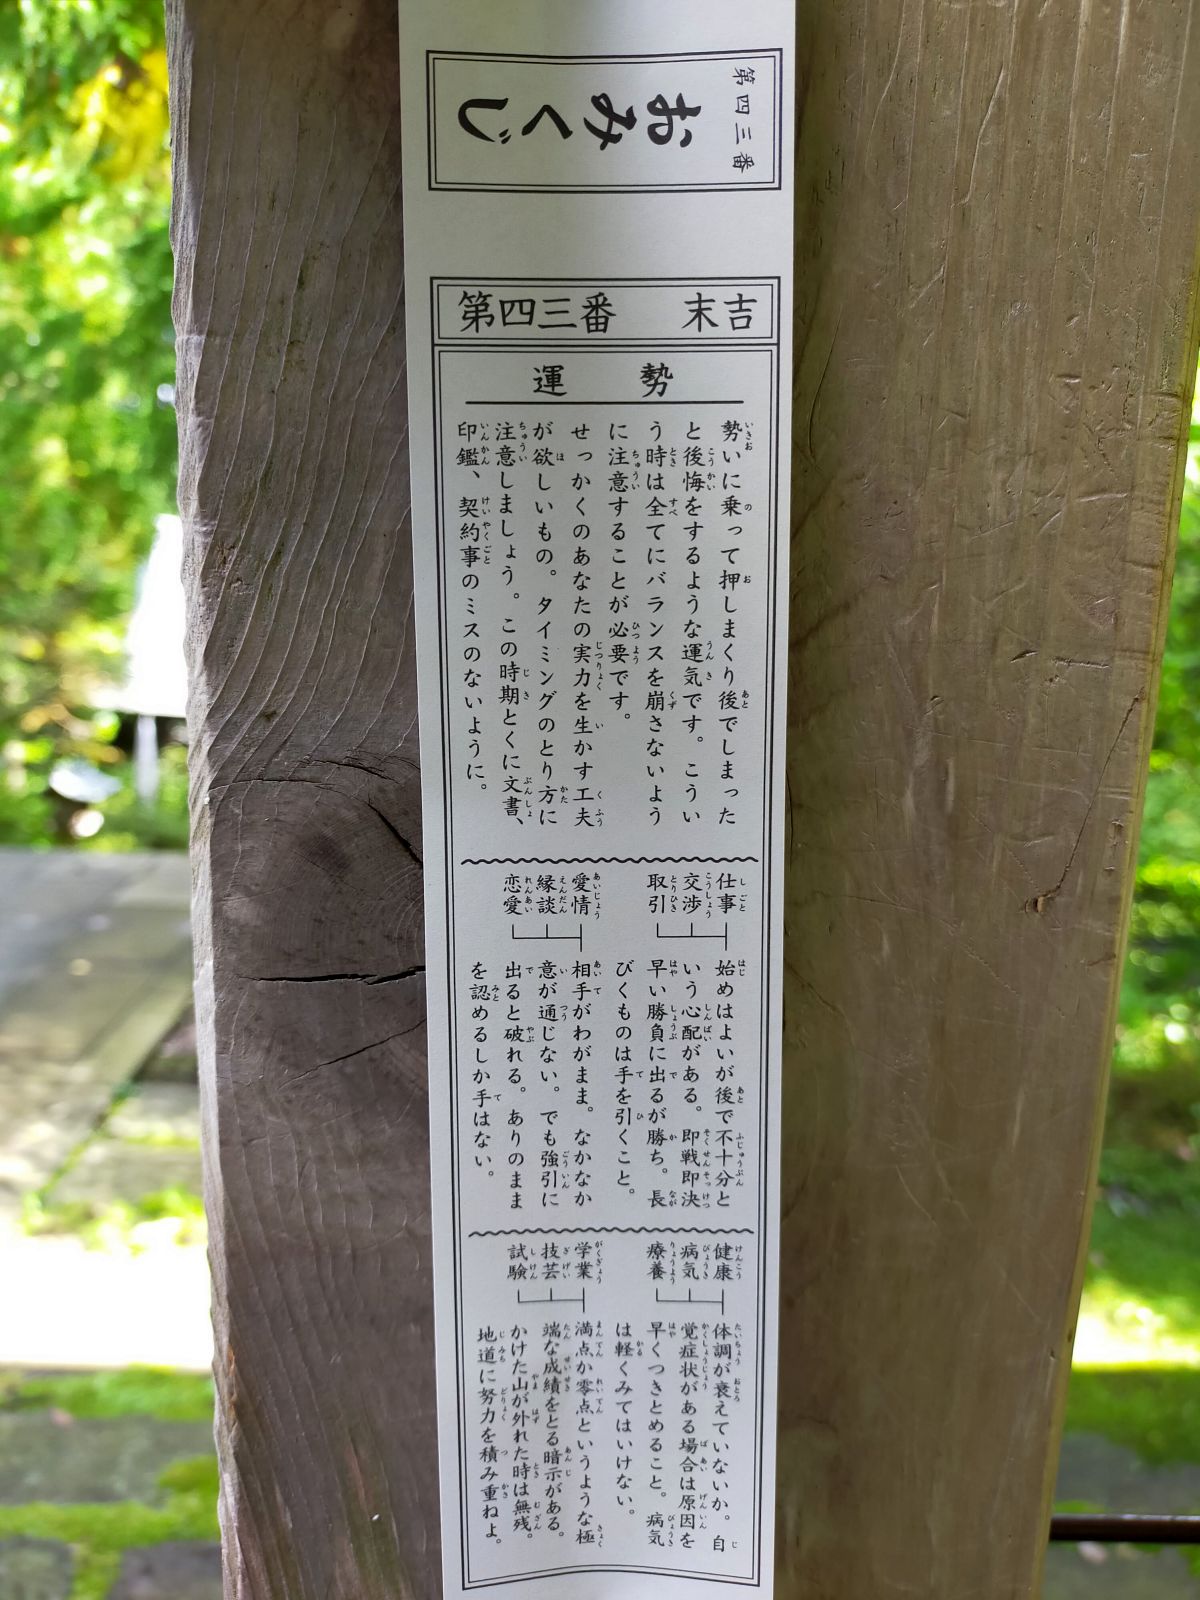 第四三番
おみくじ
第四三番　末吉
運　勢
勢いに乗って押しまくり後でしまった
と後悔をするような運気です。こうい
う時は全てにバランスを崩さないよう
に注意することが必要です。
せっかくのあなたの実力を生かす工夫
が欲しいもの。タイミングのとり方に
注意しましょう。この時期とくに文書、
印鑑、契約事のミスのないように。
仕事
交渉
取引
始めはよいが後で不十分と
いう心配がある。即戦即決
早い勝負に出るが勝ち。長
びくものは手を引くこと。
愛情
縁談
恋愛
相手がわがまま。なかなか
意が通じない。でも強引に
出ると破れる。ありのまま
を認めるしか手はない。
健康
病気
療養
体調が衰えていないか。自
覚症状がある場合は原因を
早くつきとめること。病気
は軽くみてはいけない。
学業
技芸
試験
満点か零点というような極
端な成績をとる暗示がある。
かけた山が外れた時は無残。
地道に努力を積み重ねよ。